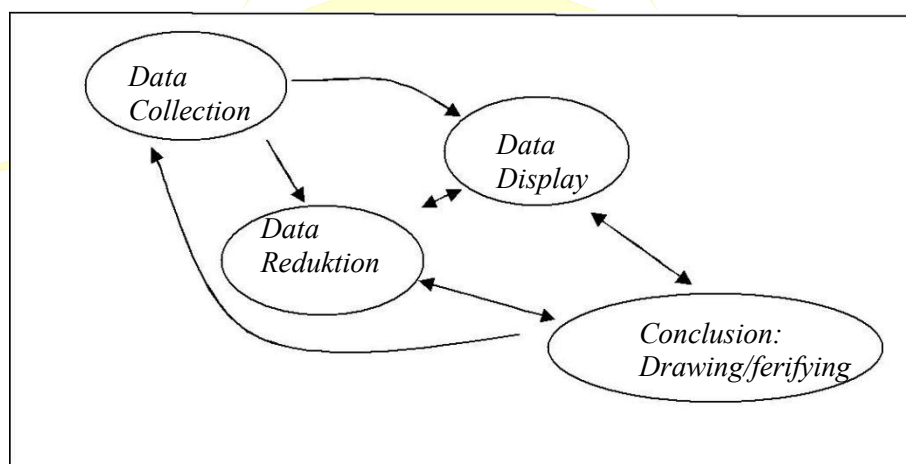 Data
Collection
Data
Display
Data
Reduktion
Conclusion:
Drawing/ferifying